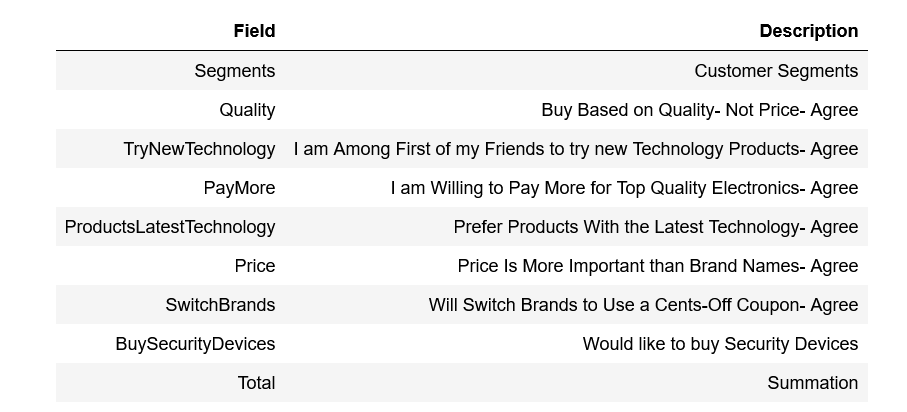 Field Description
Segments Customer Segments
Quality Buy Based on Quality- Not Price- Agree
TryNewTechnology I am Among First of my Friends to try new Technology Products- Agree
PayMore I am Willing to Pay More for Top Quality Electronics- Agree
ProductsLatestTechnology Prefer Products With the Latest Technology- Agree
Price Price Is More Important than Brand Names- Agree
SwitchBrands Will Switch Brands to Use a Cents-Off Coupon- Agree
BuySecurityDevices Would like to buy Security Devices
Total Summation